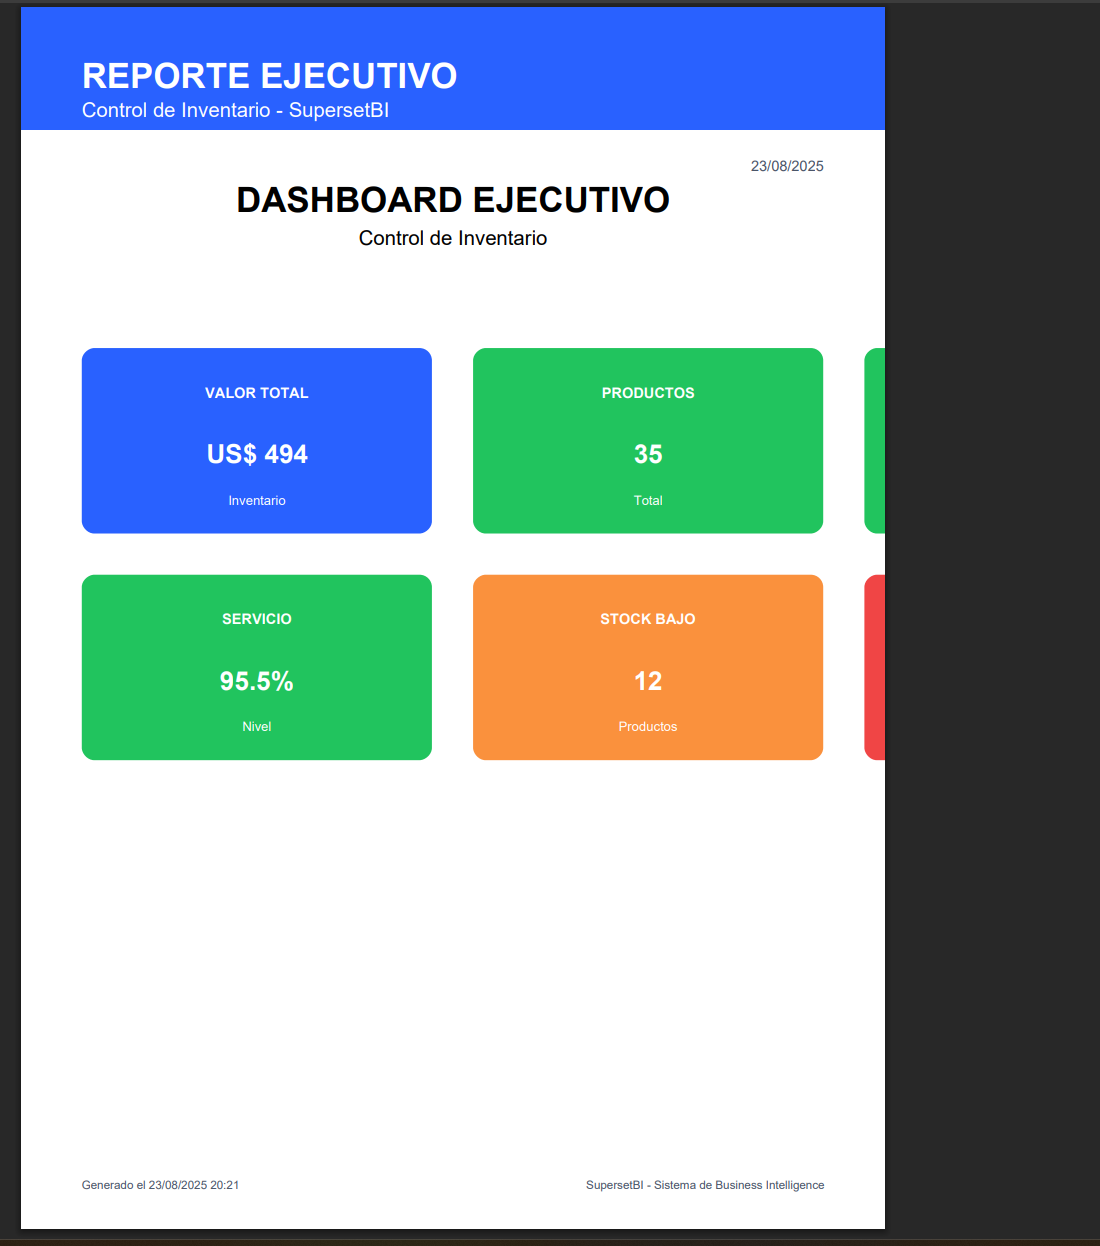 REPORTE EJECUTIVO
Control de Inventario - SupersetBI
23/08/2025
DASHBOARD EJECUTIVO
Control de Inventario
VALOR TOTAL
US$ 494
Inventario
PRODUCTOS
35
Total
SERVICIO
95.5%
Nivel
STOCK BAJO
12
Productos
Generado el 23/08/2025 20:21
SupersetBI - Sistema de Business Intelligence